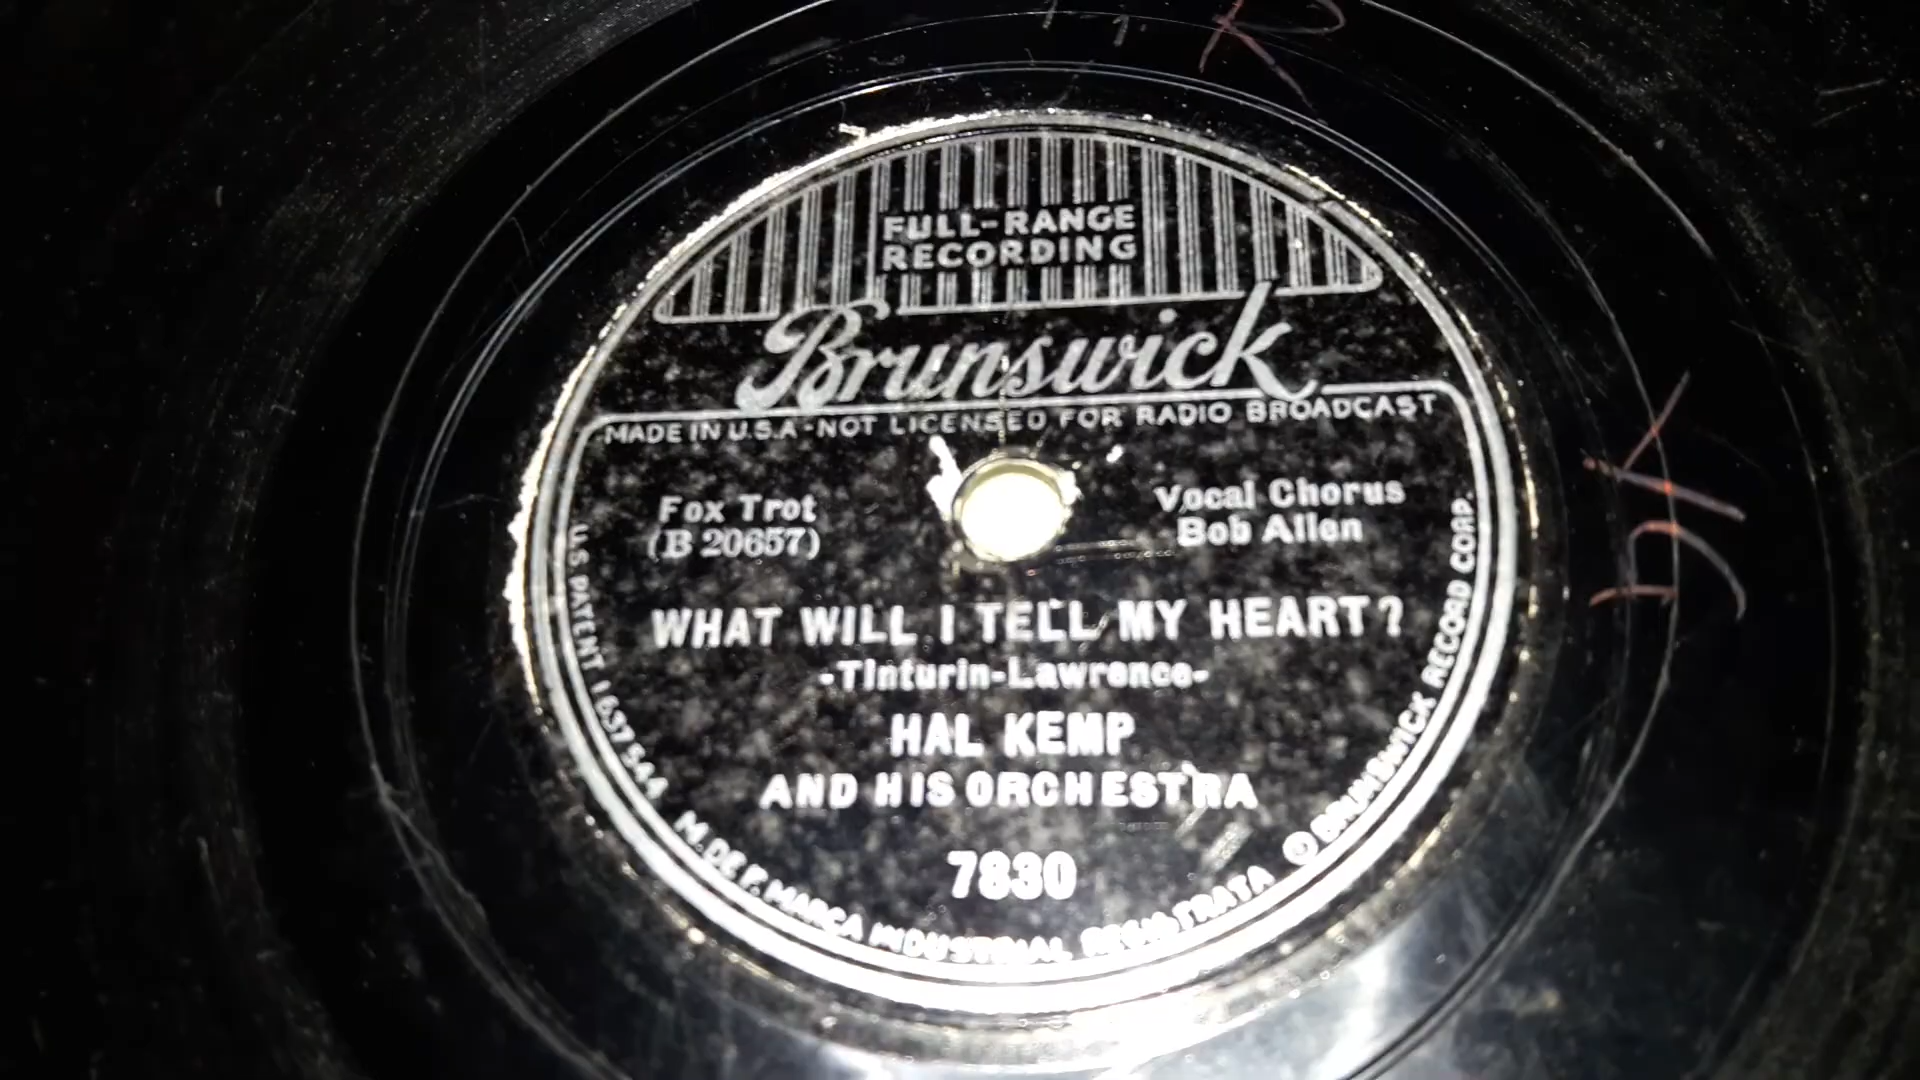 FULL-RANGE
RECORDING
Brunswick
MADE IN U.S.A-NOT LICENSED FOR RADIO BROADCAST
Fox Trot
(B 20657)
Vocal Chorus
Bob Allen
WHAT WILL I TELL MY HEART?
-Tinturin-Lawrence-
HAL KEMP
AND HIS ORCHESTRA
7830
U.S. PATENT 1637544 M. DE F. MARCA INDUSTRIAL REGISTRATA © BRUNSWICK RECORD CORP.